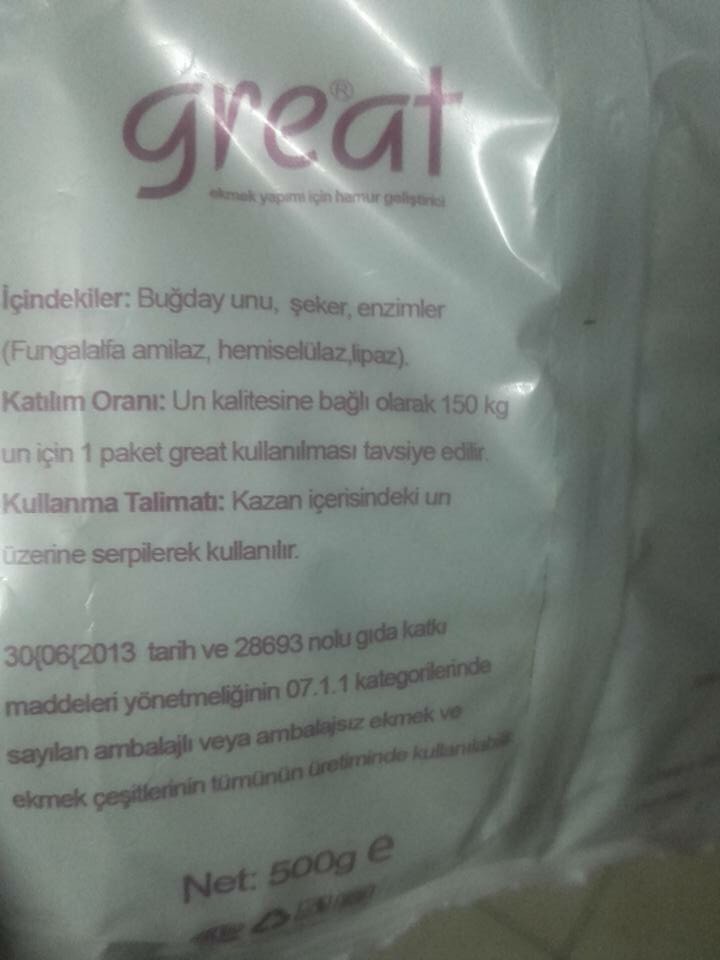 great®
ekmek yapımı için hamur geliştirici
İçindekiler: Buğday unu, şeker, enzimler
(Fungalalfa amilaz, hemiselülaz,lipaz).
Katılım Oranı: Un kalitesine bağlı olarak 150 kg
un için 1 paket great kullanılması tavsiye edilir.
Kullanma Talimatı: Kazan içerisindeki un
üzerine serpilerek kullanılır.
30{06{2013 tarih ve 28693 nolu gıda katkı
maddeleri yönetmeliğinin 07.1.1 kategorilerinde
sayılan ambalajlı veya ambalajsız ekmek ve
ekmek çeşitlerinin tümünün üretiminde kullanılabilir
Net: 500g e